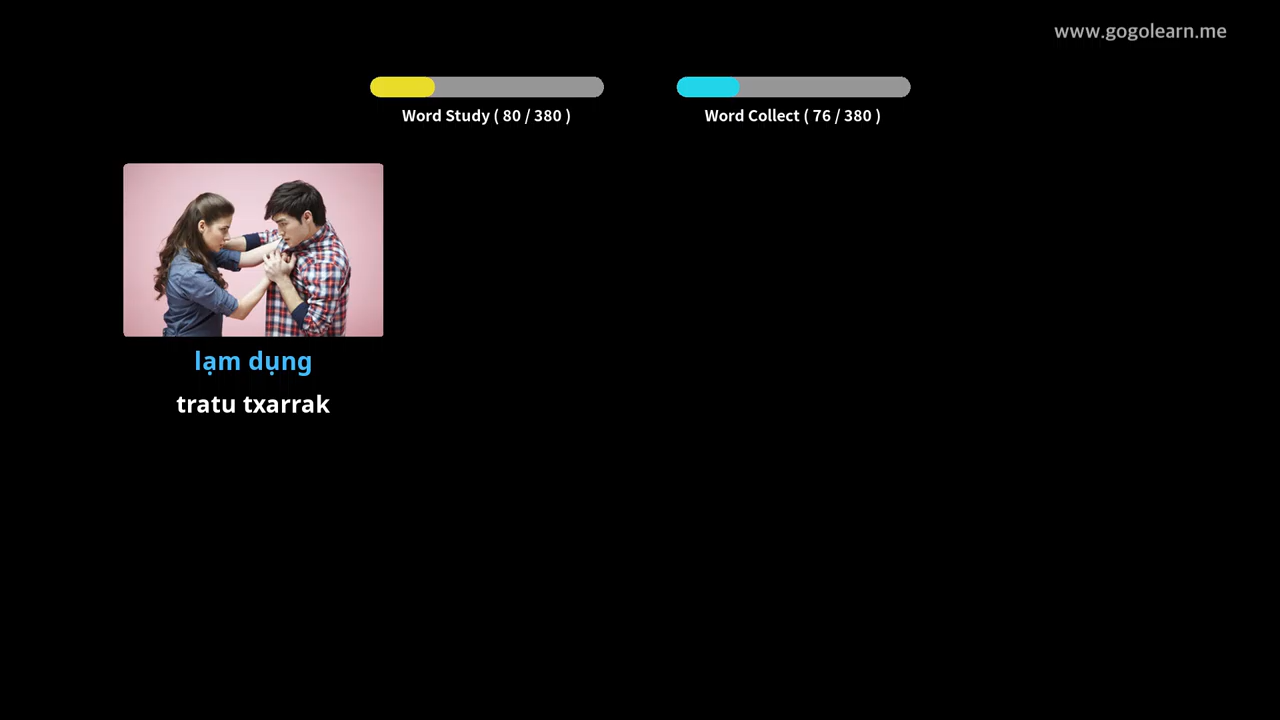 www.gogolearn.me
Word Study ( 80 / 380 )
Word Collect ( 76 / 380 )
lạm dụng
tratu txarrak